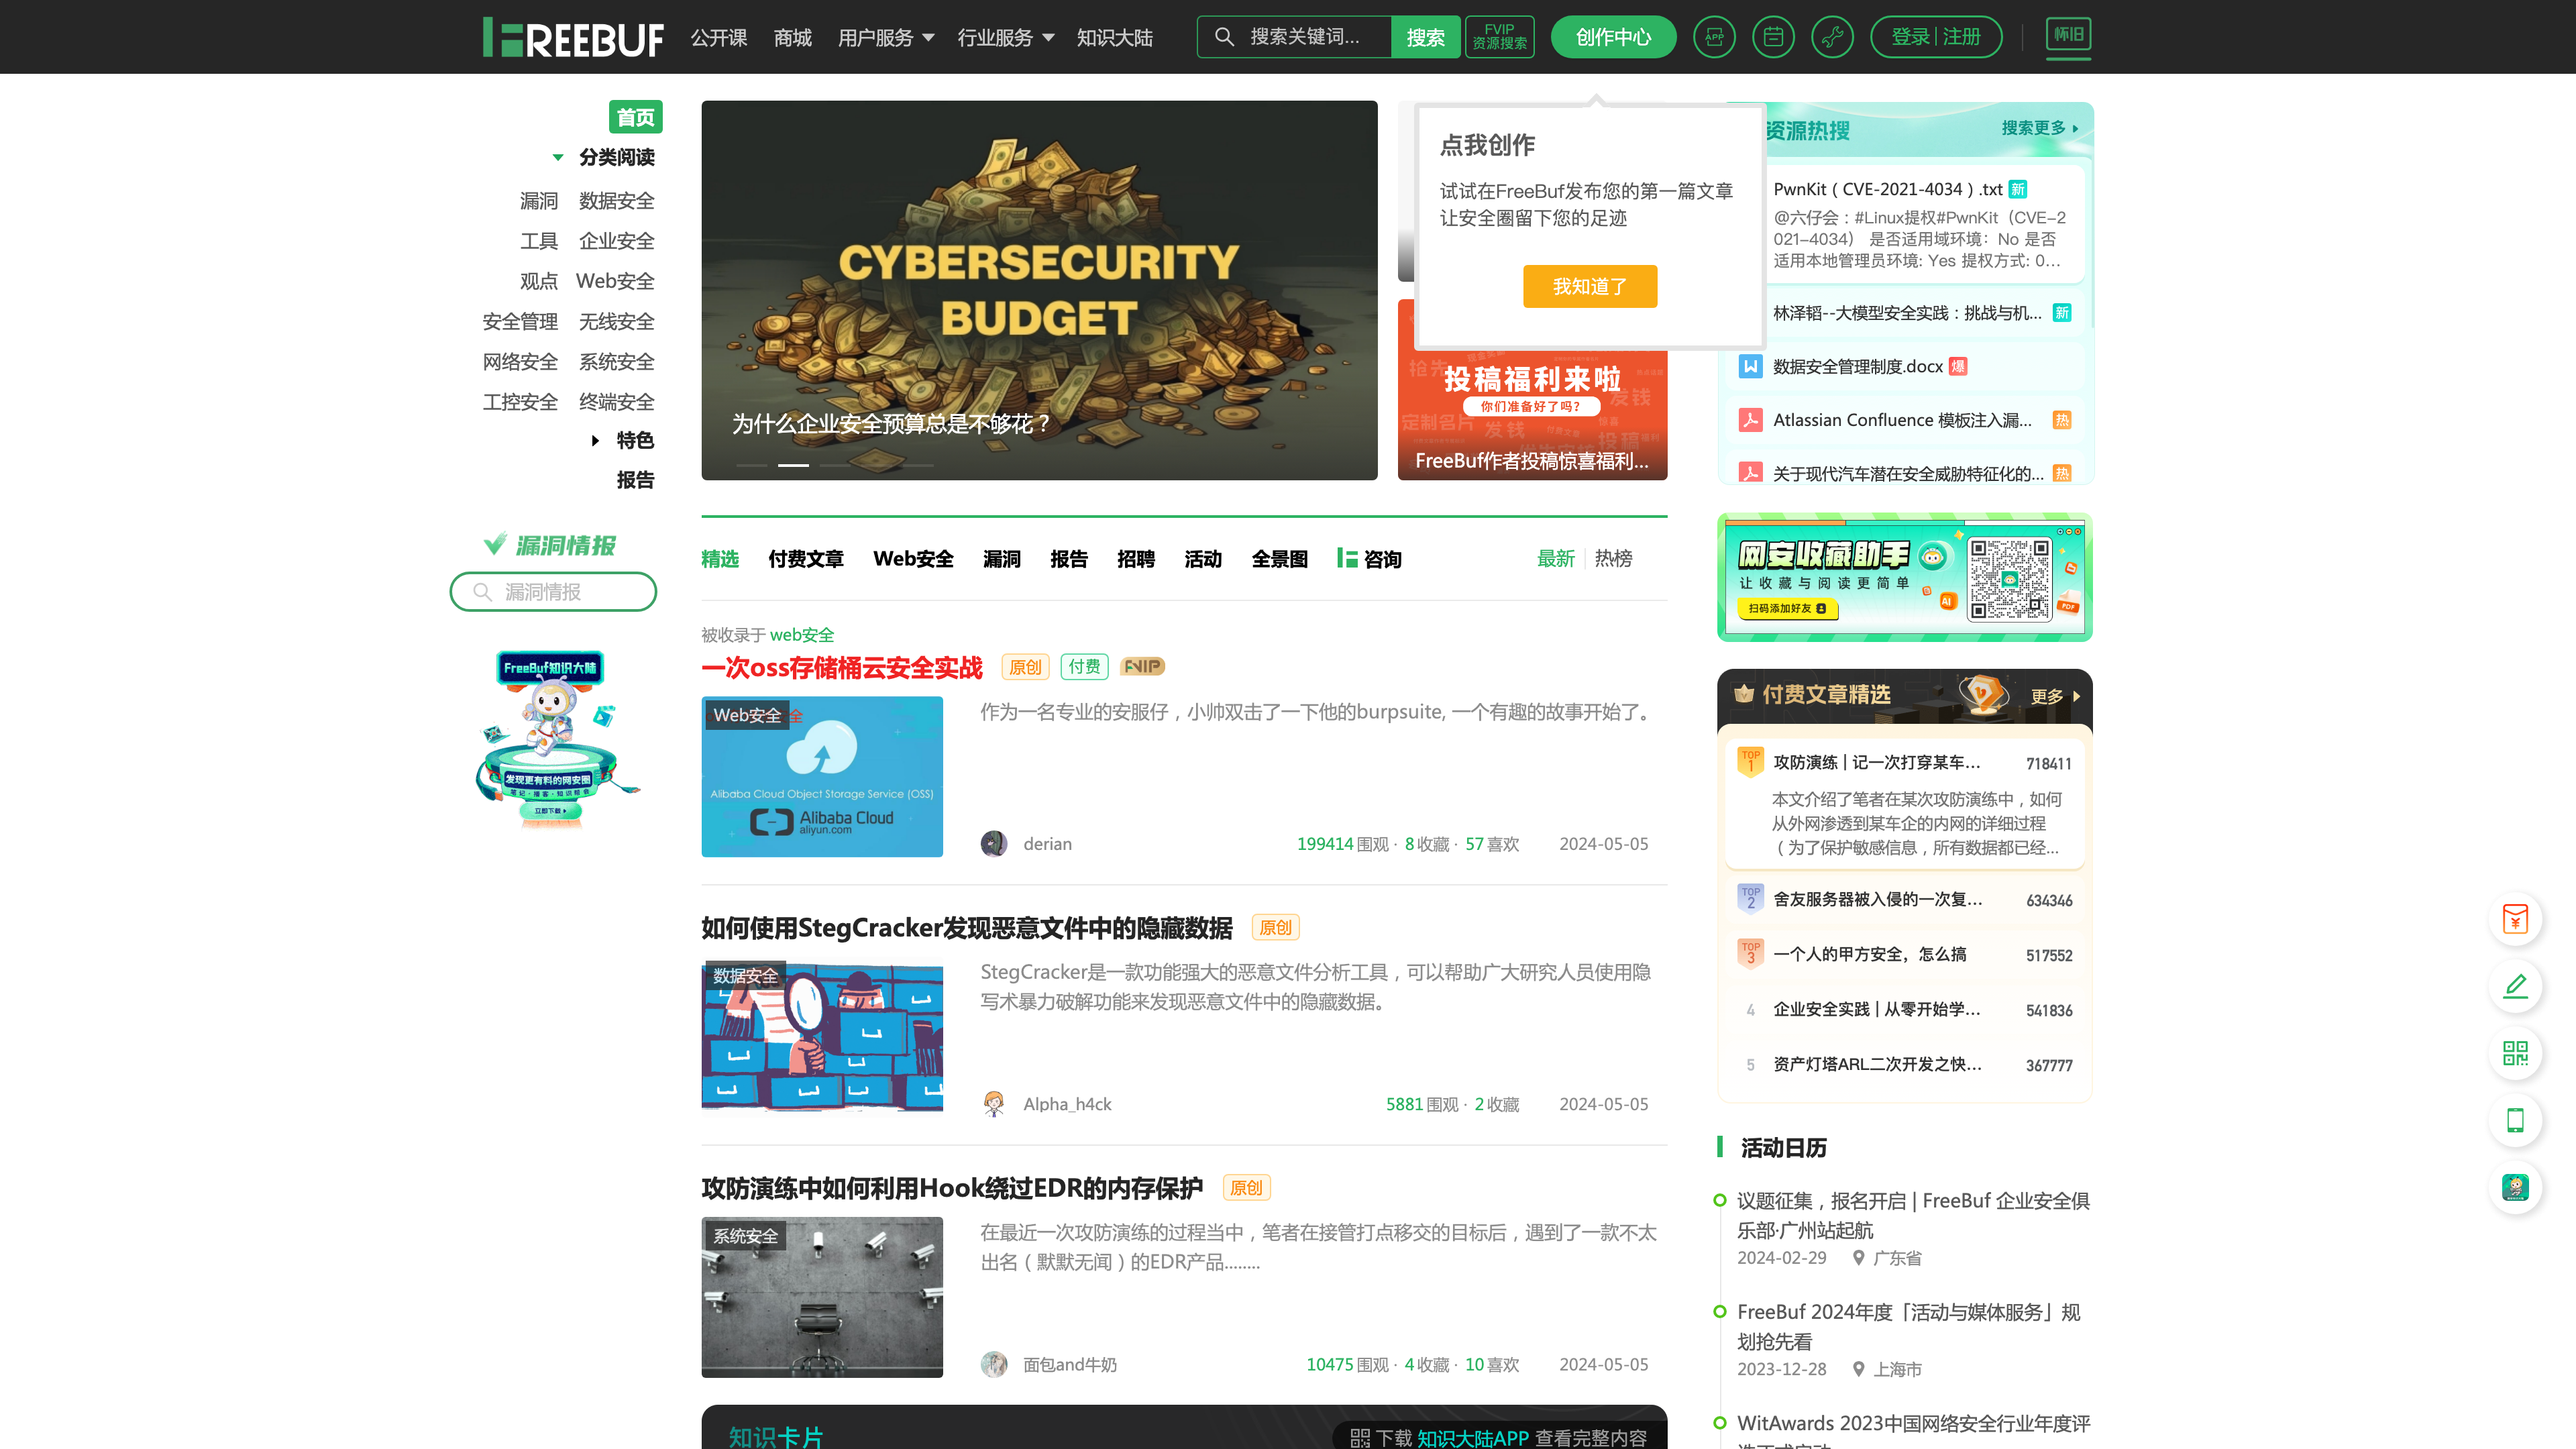 FREEBUF
公开课
商城
用户服务
行业服务
知识大陆
搜索关键词...
搜索
FVIP
资源搜索
创作中心
APP
登录 | 注册
怀旧
首页
分类阅读
漏洞 数据安全
工具 企业安全
观点 Web安全
安全管理 无线安全
网络安全 系统安全
工控安全 终端安全
特色
报告
漏洞情报
漏洞情报
FreeBuf知识大陆
发现更有料的网安圈
笔记·播客·知识帮会
立即下载
CYBERSECURITY
BUDGET
为什么企业安全预算总是不够花？
点我创作
试试在FreeBuf发布您的第一篇文章
让安全圈留下您的足迹
我知道了
投稿福利来啦
你们准备好了吗？
FreeBuf作者投稿惊喜福利...
资源热搜
搜索更多
PwnKit（CVE-2021-4034）.txt 新
@六仔会：#Linux提权#PwnKit（CVE-2
021-4034） 是否适用域环境：No 是否
适用本地管理员环境: Yes 提权方式: 0...
林泽韬--大模型安全实践：挑战与机... 新
数据安全管理制度.docx 爆
Atlassian Confluence 模板注入漏... 热
关于现代汽车潜在安全威胁特征化的... 热
网安收藏助手
让收藏与阅读更简单
扫码添加好友
AI
PDF
精选 付费文章 Web安全 漏洞 报告 招聘 活动 全景图 咨询
最新 | 热榜
被收录于 web安全
一次oss存储桶云安全实战 原创 付费 FVIP
Web安全
Alibaba Cloud Object Storage Service (OSS)
Alibaba Cloud
aliyun.com
作为一名专业的安服仔，小帅双击了一下他的burpsuite, 一个有趣的故事开始了。
derian
199414 围观 · 8 收藏 · 57 喜欢 2024-05-05
如何使用StegCracker发现恶意文件中的隐藏数据 原创
数据安全
StegCracker是一款功能强大的恶意文件分析工具，可以帮助广大研究人员使用隐
写术暴力破解功能来发现恶意文件中的隐藏数据。
Alpha_h4ck
5881 围观 · 2 收藏 2024-05-05
攻防演练中如何利用Hook绕过EDR的内存保护 原创
系统安全
在最近一次攻防演练的过程当中，笔者在接管打点移交的目标后，遇到了一款不太
出名（默默无闻）的EDR产品........
面包and牛奶
10475 围观 · 4 收藏 · 10 喜欢 2024-05-05
知识卡片
下载 知识大陆APP 查看完整内容
付费文章精选
更多
TOP 1 攻防演练 | 记一次打穿某车... 718411
本文介绍了笔者在某次攻防演练中，如何
从外网渗透到某车企的内网的详细过程
（为了保护敏感信息，所有数据都已经...
TOP 2 舍友服务器被入侵的一次复... 634346
TOP 3 一个人的甲方安全，怎么搞 517552
4 企业安全实践 | 从零开始学... 541836
5 资产灯塔ARL二次开发之快... 367777
活动日历
议题征集，报名开启 | FreeBuf 企业安全俱
乐部·广州站起航
2024-02-29 广东省
FreeBuf 2024年度「活动与媒体服务」规
划抢先看
2023-12-28 上海市
WitAwards 2023中国网络安全行业年度评